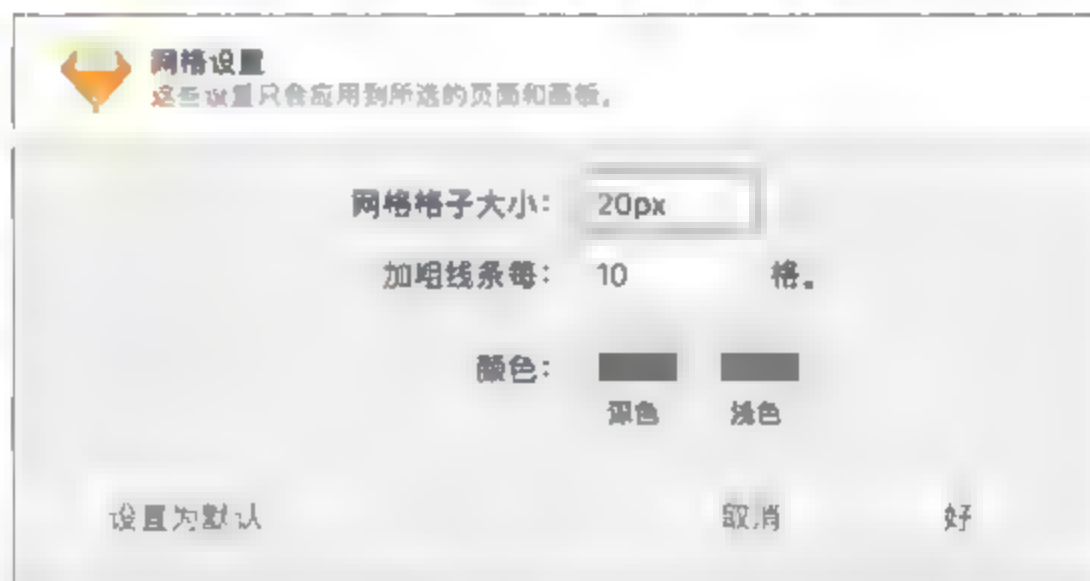 网格设置
这些设置只会应用到所选的页面和画板。
网格格子大小: 20px
加粗线条每: 10 格。
颜色:
深色 浅色
设置为默认 取消 好